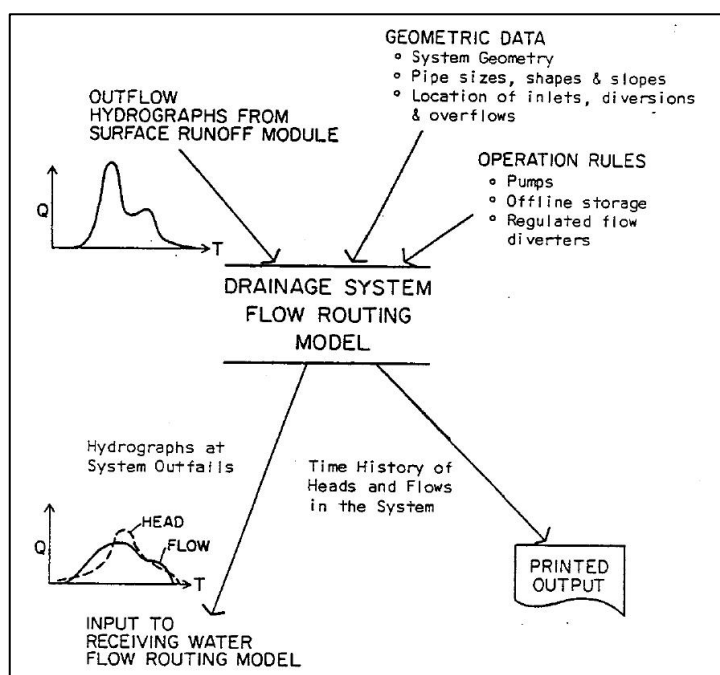 GEOMETRIC DATA
° System Geometry
° Pipe sizes, shapes & slopes
° Location of inlets, diversions
& overflows
OUTFLOW
HYDROGRAPHS FROM
SURFACE RUNOFF MODULE
OPERATION RULES
° Pumps
° Offline storage
° Regulated flow
diverters
Q
T
DRAINAGE SYSTEM
FLOW ROUTING
MODEL
Hydrographs at
System Outfalls
Time History of
Heads and Flows
in the System
HEAD
Q
FLOW
T
PRINTED
OUTPUT
INPUT TO
RECEIVING WATER
FLOW ROUTING MODEL